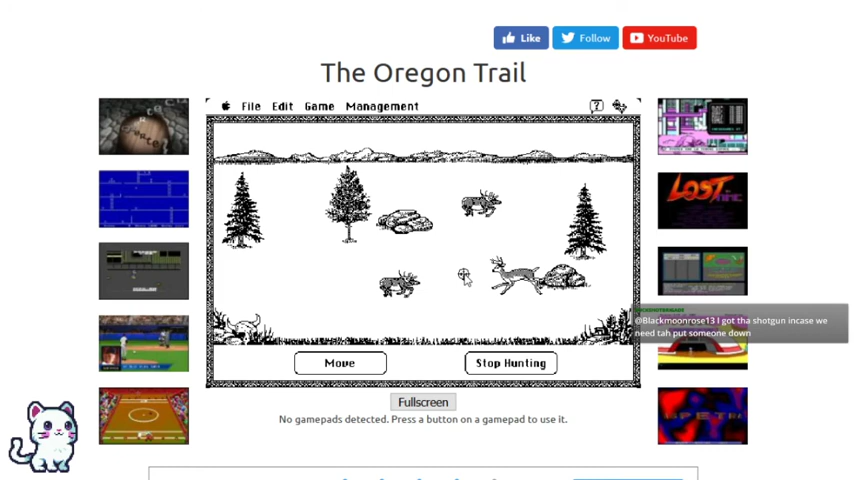 Like
Follow
YouTube
The Oregon Trail
File Edit Game Management
?
LOST
@Blackmoonrose13 I got tha shotgun incase we
need tah put someone down
Move
Stop Hunting
Fullscreen
No gamepads detected. Press a button on a gamepad to use it.